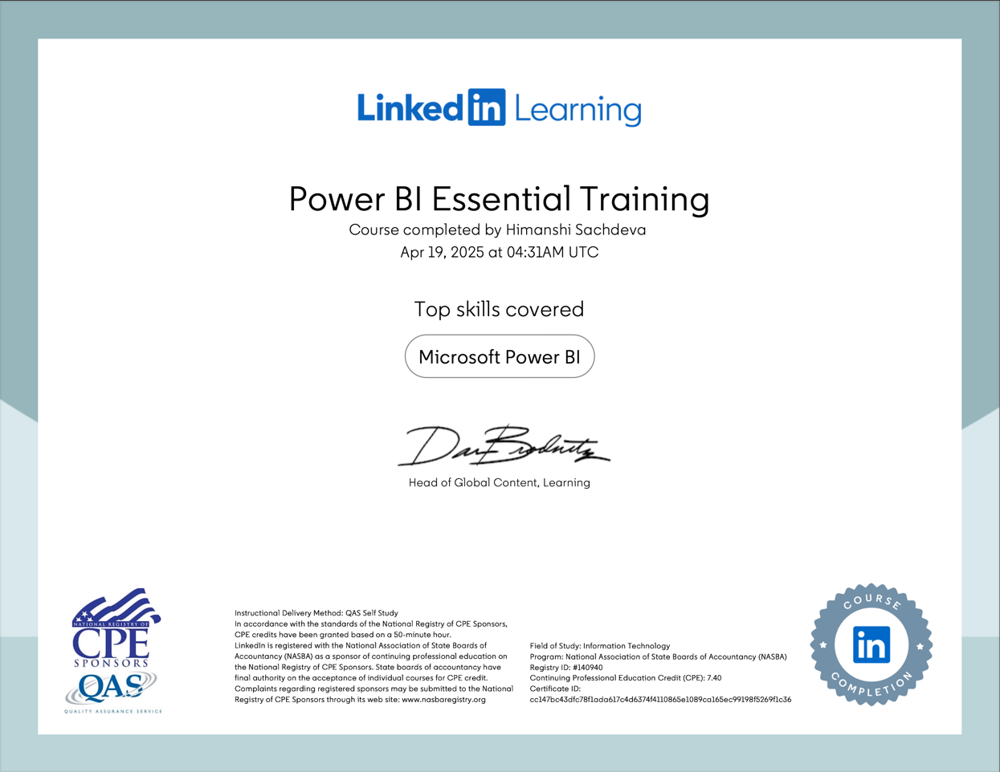 Linked in Learning
Power BI Essential Training
Course completed by Himanshi Sachdeva
Apr 19, 2025 at 04:31AM UTC
Top skills covered
Microsoft Power BI
Dan Brodnitz
Head of Global Content, Learning
NATIONAL REGISTRY OF
CPE
SPONSORS
QAS
QUALITY ASSURANCE SERVICE
Instructional Delivery Method: QAS Self Study
In accordance with the standards of the National Registry of CPE Sponsors,
CPE credits have been granted based on a 50-minute hour.
LinkedIn is registered with the National Association of State Boards of
Accountancy (NASBA) as a sponsor of continuing professional education on
the National Registry of CPE Sponsors. State boards of accountancy have
final authority on the acceptance of individual courses for CPE credit.
Complaints regarding registered sponsors may be submitted to the National
Registry of CPE Sponsors through its web site: www.nasbaregistry.org
Field of Study: Information Technology
Program: National Association of State Boards of Accountancy (NASBA)
Registry ID: #140940
Continuing Professional Education Credit (CPE): 7.40
Certificate ID:
cc147bc43dfc78f1ada617c4d6374f4110865e1089ca165ec99198f5269f1c36
COURSE
in
COMPLETION